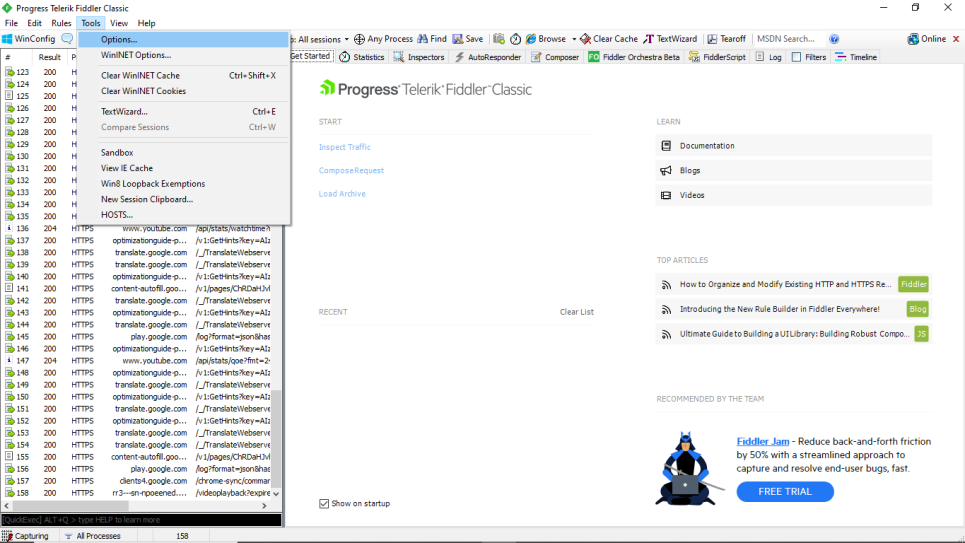 Progress Telerik Fiddler Classic
File Edit Rules Tools View Help
WinConfig
: All sessions Any Process Find Save Browse Clear Cache TextWizard Tearoff MSDN Search... Online
Options...
WinINET Options...
Clear WinINET Cache Ctrl+Shift+X
Clear WinINET Cookies
TextWizard... Ctrl+E
Compare Sessions Ctrl+W
Sandbox
View IE Cache
Win8 Loopback Exemptions
New Session Clipboard...
HOSTS...
Get Started Statistics Inspectors AutoResponder Composer FO Fiddler Orchestra Beta FiddlerScript Log Filters Timeline
# Result P
123 200 H
124 200 H
125 200 H
126 200 H
127 200 H
128 200 H
129 200 H
130 200 H
131 200 H
132 200 H
133 200 H
134 200 H
135 200 H
136 204 HTTPS www.youtube.com /api/stats/watchtime?
137 200 HTTPS optimizationguide-p... /v1:GetHints?key=AIz
138 200 HTTPS translate.google.com /_/TranslateWebserve
139 200 HTTPS translate.google.com /_/TranslateWebserve
140 200 HTTPS optimizationguide-p... /v1:GetHints?key=AIz
141 200 HTTPS content-autofill.goo... /v1/pages/ChRDaHJvl
142 200 HTTPS translate.google.com /_/TranslateWebserve
143 200 HTTPS optimizationguide-p... /v1:GetHints?key=AIz
144 200 HTTPS translate.google.com /_/TranslateWebserve
145 200 HTTPS play.google.com /log?format=json&has
146 200 HTTPS optimizationguide-p... /v1:GetHints?key=AIz
147 204 HTTPS www.youtube.com /api/stats/qoe?fmt=2
148 200 HTTPS optimizationguide-p... /v1:GetHints?key=AIz
149 200 HTTPS translate.google.com /_/TranslateWebserve
150 200 HTTPS optimizationguide-p... /v1:GetHints?key=AIz
151 200 HTTPS translate.google.com /_/TranslateWebserve
152 200 HTTPS optimizationguide-p... /v1:GetHints?key=AIz
153 200 HTTPS translate.google.com /_/TranslateWebserve
154 200 HTTPS translate.google.com /_/TranslateWebserve
155 200 HTTPS content-autofill.goo... /v1/pages/ChRDaHJvl
156 200 HTTPS play.google.com /log?format=json&has
157 200 HTTPS clients4.google.com /chrome-sync/commar
158 200 HTTPS rr3---sn-npoeened... /videoplayback?expire
[QuickExec] ALT+Q > type HELP to learn more
Capturing All Processes 158
Progress Telerik Fiddler Classic
START
Inspect Traffic
Compose Request
Load Archive
RECENT Clear List
Show on startup
LEARN
Documentation
Blogs
Videos
TOP ARTICLES
How to Organize and Modify Existing HTTP and HTTPS Re... Fiddler
Introducing the New Rule Builder in Fiddler Everywhere! Blog
Ultimate Guide to Building a UI Library: Building Robust Compo... JS
RECOMMENDED BY THE TEAM
Fiddler Jam - Reduce back-and-forth friction
by 50% with a streamlined approach to
capture and resolve end-user bugs, fast.
FREE TRIAL